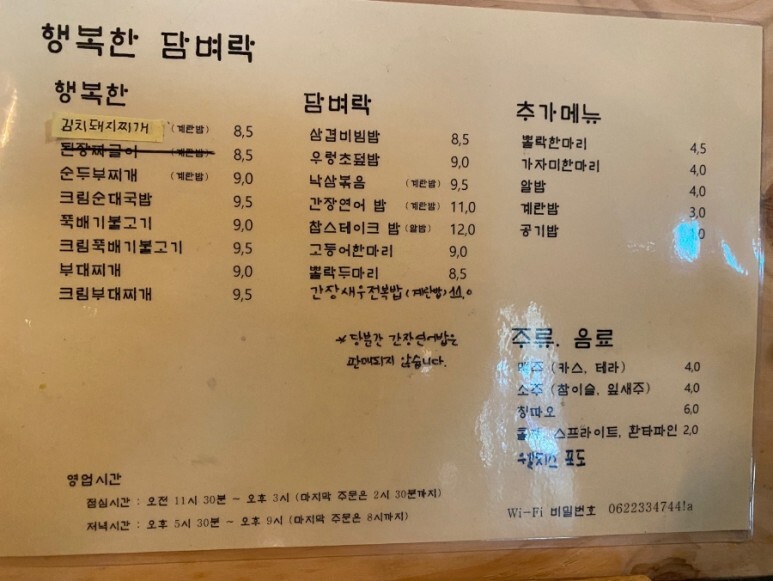 행복한 담벼락
행복한
김치돼지찌개 (계란밥) 8,5
된장찌글이 (계란밥) 8,5
순두부찌개 (계란밥) 9,0
크림순대국밥 9,5
뚝배기불고기 9,0
크림뚝배기불고기 9,5
부대찌개 9,0
크림부대찌개 9,5
담벼락
삼겹비빔밥 8,5
우렁초덮밥 9,0
낙삼볶음 (계란밥) 9,5
간장연어 밥 (계란밥) 11,0
찹스테이크 밥 (알밥) 12,0
고등어한마리 9,0
뽈락두마리 8,5
간장새우전복밥 (계란밥) 11,0
* 당분간 간장연어밥은
판매되지 않습니다.
추가메뉴
뽈락한마리 4,5
가자미한마리 4,0
알밥 4,0
계란밥 3,0
공기밥
주류. 음료
맥주 (카스, 테라) 4,0
소주 (참이슬, 잎새주) 4,0
칭따오 6,0
스프라이트, 환타파인 2,0
웰치스 포도
영업시간
점심시간 : 오전 11시 30분 ~ 오후 3시 (마지막 주문은 2시 30분까지)
저녁시간 : 오후 5시 30분 ~ 오후 9시 (마지막 주문은 8시까지)
Wi-Fi 비밀번호 0622334744!a